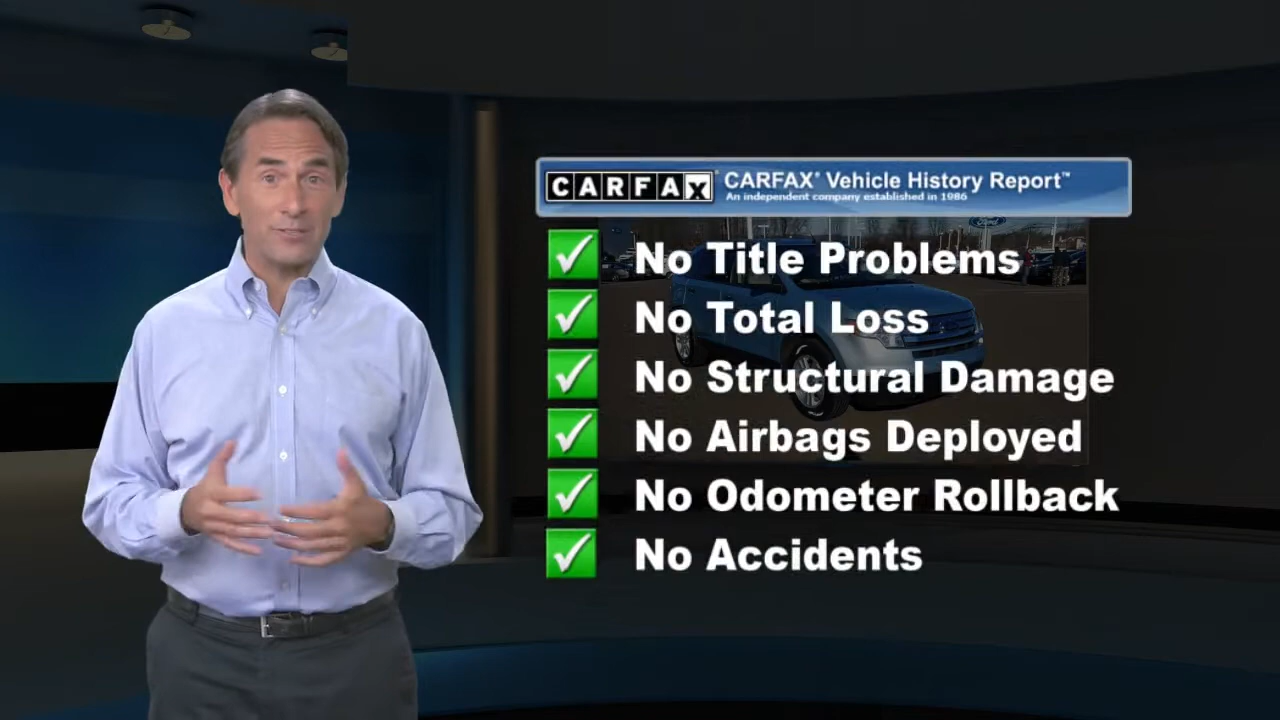 CARFAX
CARFAX® Vehicle History Report™
An independent company established in 1986
Ford
No Title Problems
No Total Loss
No Structural Damage
No Airbags Deployed
No Odometer Rollback
No Accidents